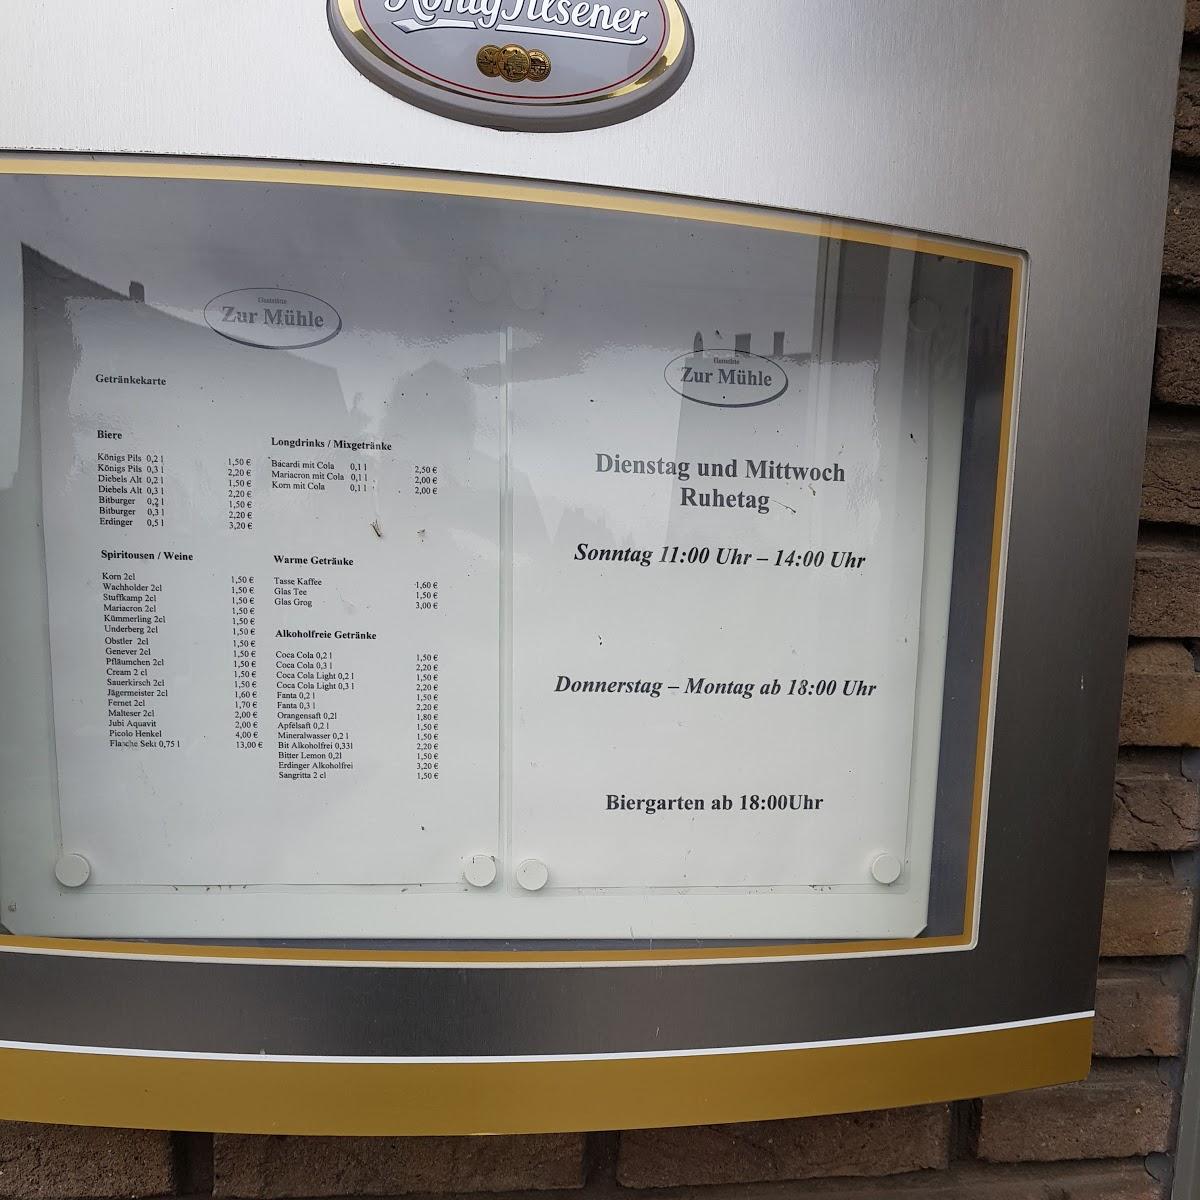 König Pilsener
Gaststätte
Zur Mühle
Getränkekarte
Biere
Königs Pils 0,2 l 1,50 €
Königs Pils 0,3 l 2,20 €
Diebels Alt 0,2 l 1,50 €
Diebels Alt 0,3 l 2,20 €
Bitburger 0,2 l 1,50 €
Bitburger 0,3 l 2,20 €
Erdinger 0,5 l 3,20 €
Spiritousen / Weine
Korn 2cl 1,50 €
Wachholder 2cl 1,50 €
Stuffkamp 2cl 1,50 €
Mariacron 2cl 1,50 €
Kümmerling 2cl 1,50 €
Underberg 2cl 1,50 €
Obstler 2cl 1,50 €
Genever 2cl 1,50 €
Pfläumchen 2cl 1,50 €
Cream 2 cl 1,50 €
Sauerkirsch 2cl 1,50 €
Jägermeister 2cl 1,60 €
Fernet 2cl 1,70 €
Malteser 2cl 2,00 €
Jubi Aquavit 2,00 €
Picolo Henkel 4,00 €
Flasche Sekt 0,75 l 13,00 €
Longdrinks / Mixgetränke
Bacardi mit Cola 0,1 l 2,50 €
Mariacron mit Cola 0,1 l 2,00 €
Korn mit Cola 0,1 l 2,00 €
Warme Getränke
Tasse Kaffee 1,60 €
Glas Tee 1,50 €
Glas Grog 3,00 €
Alkoholfreie Getränke
Coca Cola 0,2 l 1,50 €
Coca Cola 0,3 l 2,20 €
Coca Cola Light 0,2 l 1,50 €
Coca Cola Light 0,3 l 2,20 €
Fanta 0,2 l 1,50 €
Fanta 0,3 l 2,20 €
Orangensaft 0,2l 1,80 €
Apfelsaft 0,2 l 1,50 €
Mineralwasser 0,2 l 1,50 €
Bit Alkoholfrei 0,33l 2,20 €
Bitter Lemon 0,2l 1,50 €
Erdinger Alkoholfrei 3,20 €
Sangritta 2 cl 1,50 €
Gaststätte
Zur Mühle
Dienstag und Mittwoch
Ruhetag
Sonntag 11:00 Uhr – 14:00 Uhr
Donnerstag – Montag ab 18:00 Uhr
Biergarten ab 18:00Uhr